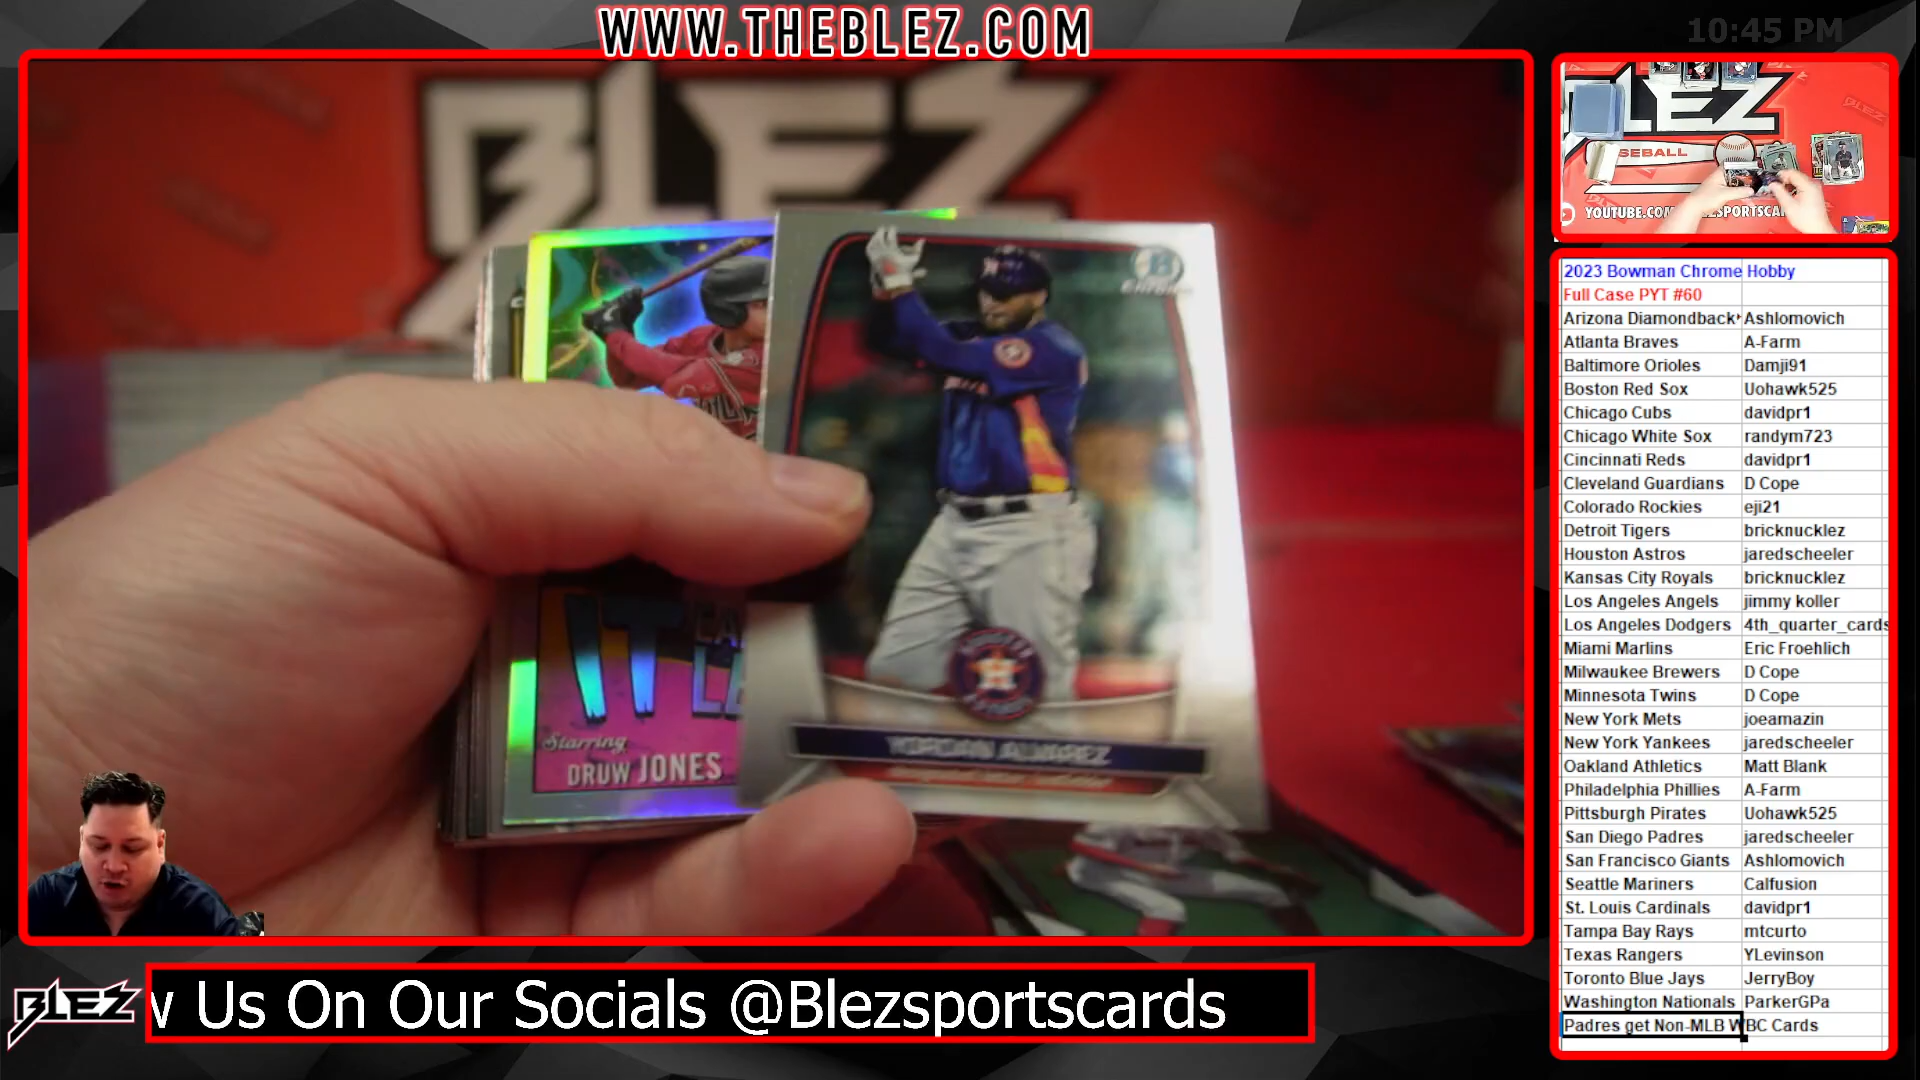 WWW.THEBLEZ.COM
10:45 PM
BLEZ
IT
Starring
DRUW JONES
YORDAN ALVAREZ
w Us On Our Socials @Blezsportscards
BLEZ
LEZ
BLEZ
SEBALL
YOUTUBE.COM
ZSPORTSCA
2023 Bowman Chrome Hobby
Full Case PYT #60
Arizona Diamondback Ashlomovich
Atlanta Braves A-Farm
Baltimore Orioles Damji91
Boston Red Sox Uohawk525
Chicago Cubs davidpr1
Chicago White Sox randym723
Cincinnati Reds davidpr1
Cleveland Guardians D Cope
Colorado Rockies eji21
Detroit Tigers bricknucklez
Houston Astros jaredscheeler
Kansas City Royals bricknucklez
Los Angeles Angels jimmy koller
Los Angeles Dodgers 4th_quarter_cards
Miami Marlins Eric Froehlich
Milwaukee Brewers D Cope
Minnesota Twins D Cope
New York Mets joeamazin
New York Yankees jaredscheeler
Oakland Athletics Matt Blank
Philadelphia Phillies A-Farm
Pittsburgh Pirates Uohawk525
San Diego Padres jaredscheeler
San Francisco Giants Ashlomovich
Seattle Mariners Calfusion
St. Louis Cardinals davidpr1
Tampa Bay Rays mtcurto
Texas Rangers YLevinson
Toronto Blue Jays JerryBoy
Washington Nationals ParkerGPa
Padres get Non-MLB WBC Cards